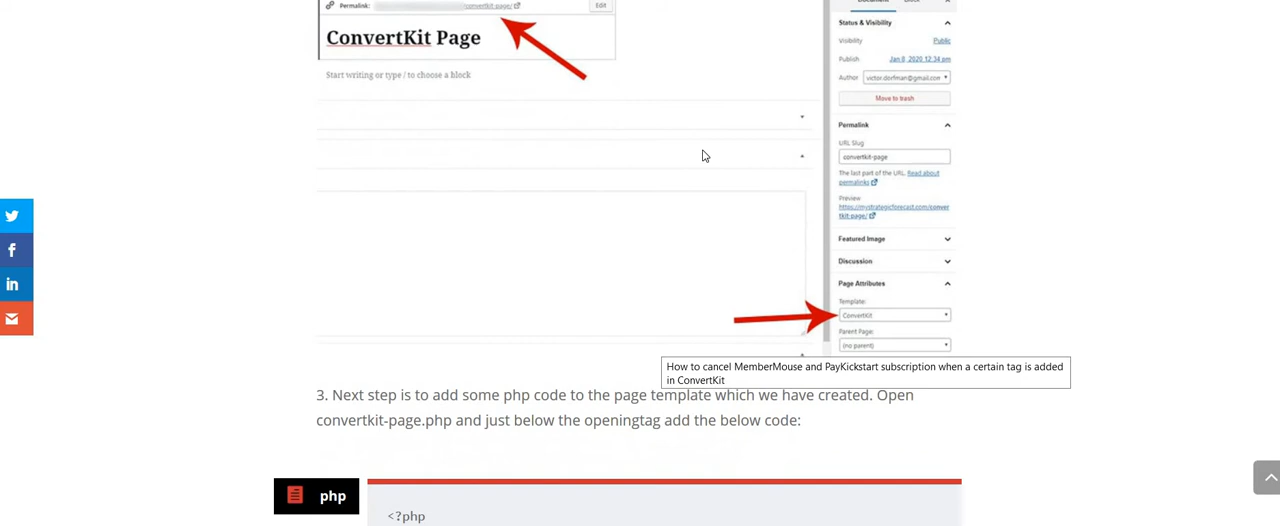 Permalink:
/convertkit-page/
Edit
ConvertKit Page
Start writing or type / to choose a block
Document
Block
Status & Visibility
Visibility
Public
Publish
Jan 8, 2020 12:34 pm
Author
victor.dorfman@gmail.com
Move to trash
Permalink
URL Slug
convertkit-page
The last part of the URL. Read about
permalinks
Preview
https://mystrategicforecast.com/conver
tkit-page/
Featured Image
Discussion
Page Attributes
Template:
ConvertKit
Parent Page:
(no parent)
How to cancel MemberMouse and PayKickstart subscription when a certain tag is added
in ConvertKit
3. Next step is to add some php code to the page template which we have created. Open
convertkit-page.php and just below the openingtag add the below code:
php
<?php